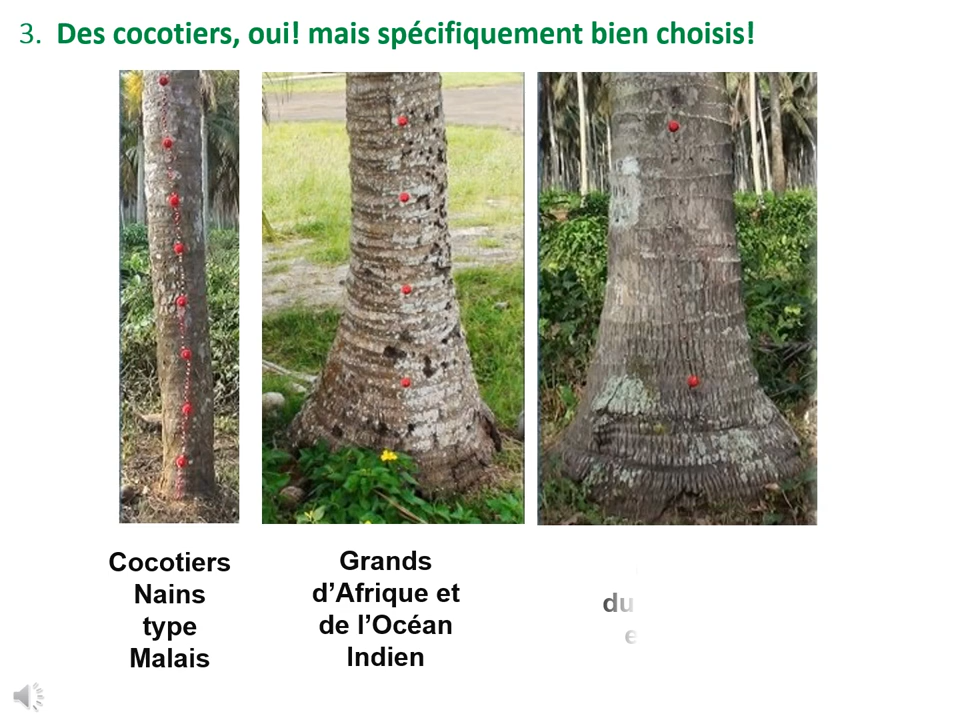 3. Des cocotiers, oui! mais spécifiquement bien choisis!
Cocotiers
Nains
type
Malais
Grands
d’Afrique et
de l’Océan
Indien
du